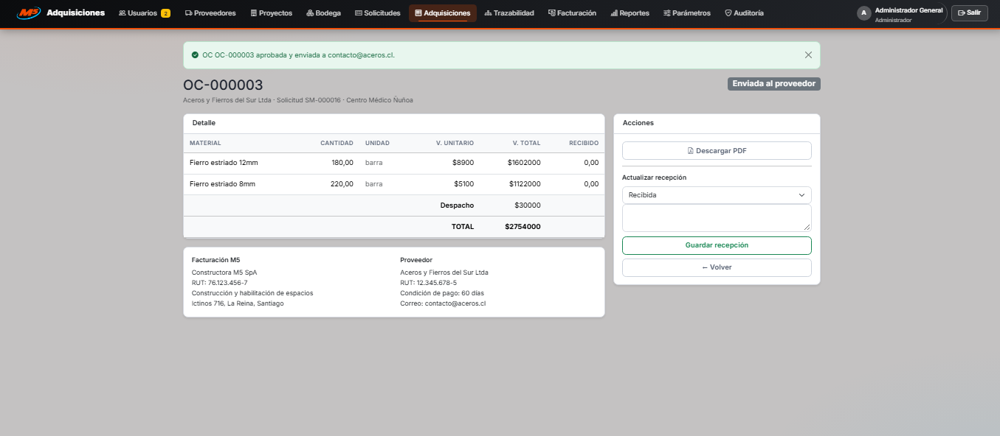 M5 Adquisiciones Usuarios 2 Proveedores Proyectos Bodega Solicitudes Adquisiciones Trazabilidad Facturación Reportes Parámetros Auditoría A Administrador General Salir
Administrador
OC OC-000003 aprobada y enviada a contacto@aceros.cl.
OC-000003 Enviada al proveedor
Aceros y Fierros del Sur Ltda · Solicitud SM-000016 · Centro Médico Ñuñoa
Detalle
MATERIAL CANTIDAD UNIDAD V. UNITARIO V. TOTAL RECIBIDO
Fierro estriado 12mm 180,00 barra $8900 $1602000 0,00
Fierro estriado 8mm 220,00 barra $5100 $1122000 0,00
Despacho $30000
TOTAL $2754000
Facturación M5
Constructora M5 SpA
RUT: 76.123.456-7
Construcción y habilitación de espacios
Ictinos 716, La Reina, Santiago
Proveedor
Aceros y Fierros del Sur Ltda
RUT: 12.345.678-5
Condición de pago: 60 días
Correo: contacto@aceros.cl
Acciones
Descargar PDF
Actualizar recepción
Recibida
Guardar recepción
← Volver